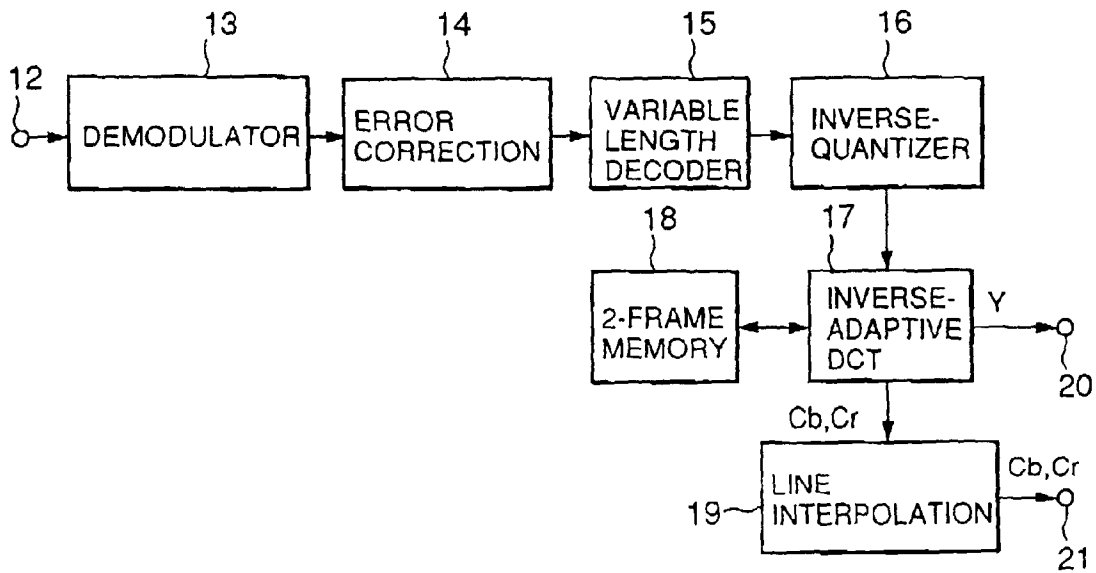 13
14
15
16
12
DEMODULATOR
ERROR
CORRECTION
VARIABLE
LENGTH
DECODER
INVERSE-
QUANTIZER
18
17
2-FRAME
MEMORY
INVERSE-
ADAPTIVE
DCT
Y
20
Cb,Cr
19
LINE
INTERPOLATION
Cb,Cr
21